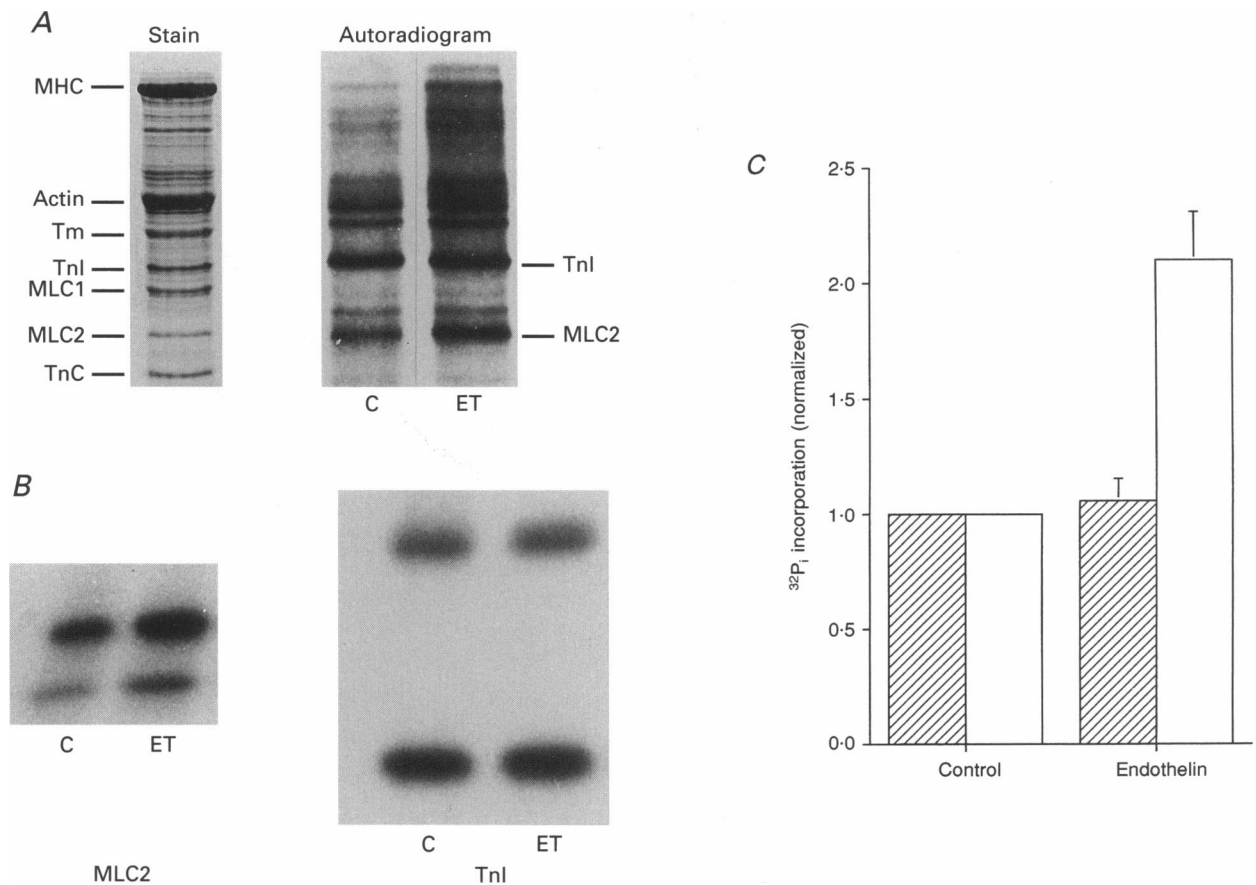 A
Stain
Autoradiogram
MHC
Actin
Tm
TnI
MLC1
MLC2
TnC
TnI
MLC2
C
ET
B
C
ET
MLC2
C
ET
TnI
C
2·5
2·0
1·5
1·0
0·5
0·0
³²Pᵢ incorporation (normalized)
Control
Endothelin